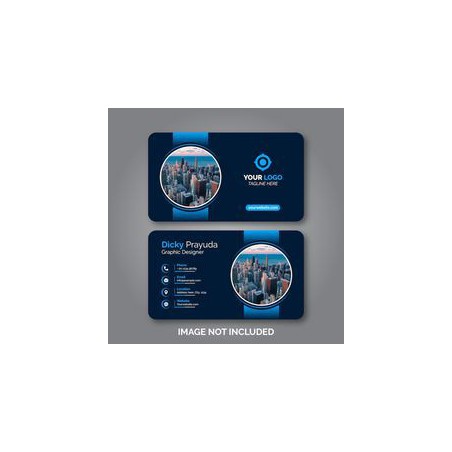 YOUR LOGO
TAGLINE HERE
Dicky Prayuda
Graphic Designer
Phone
Email
Location
Website
IMAGE NOT INCLUDED